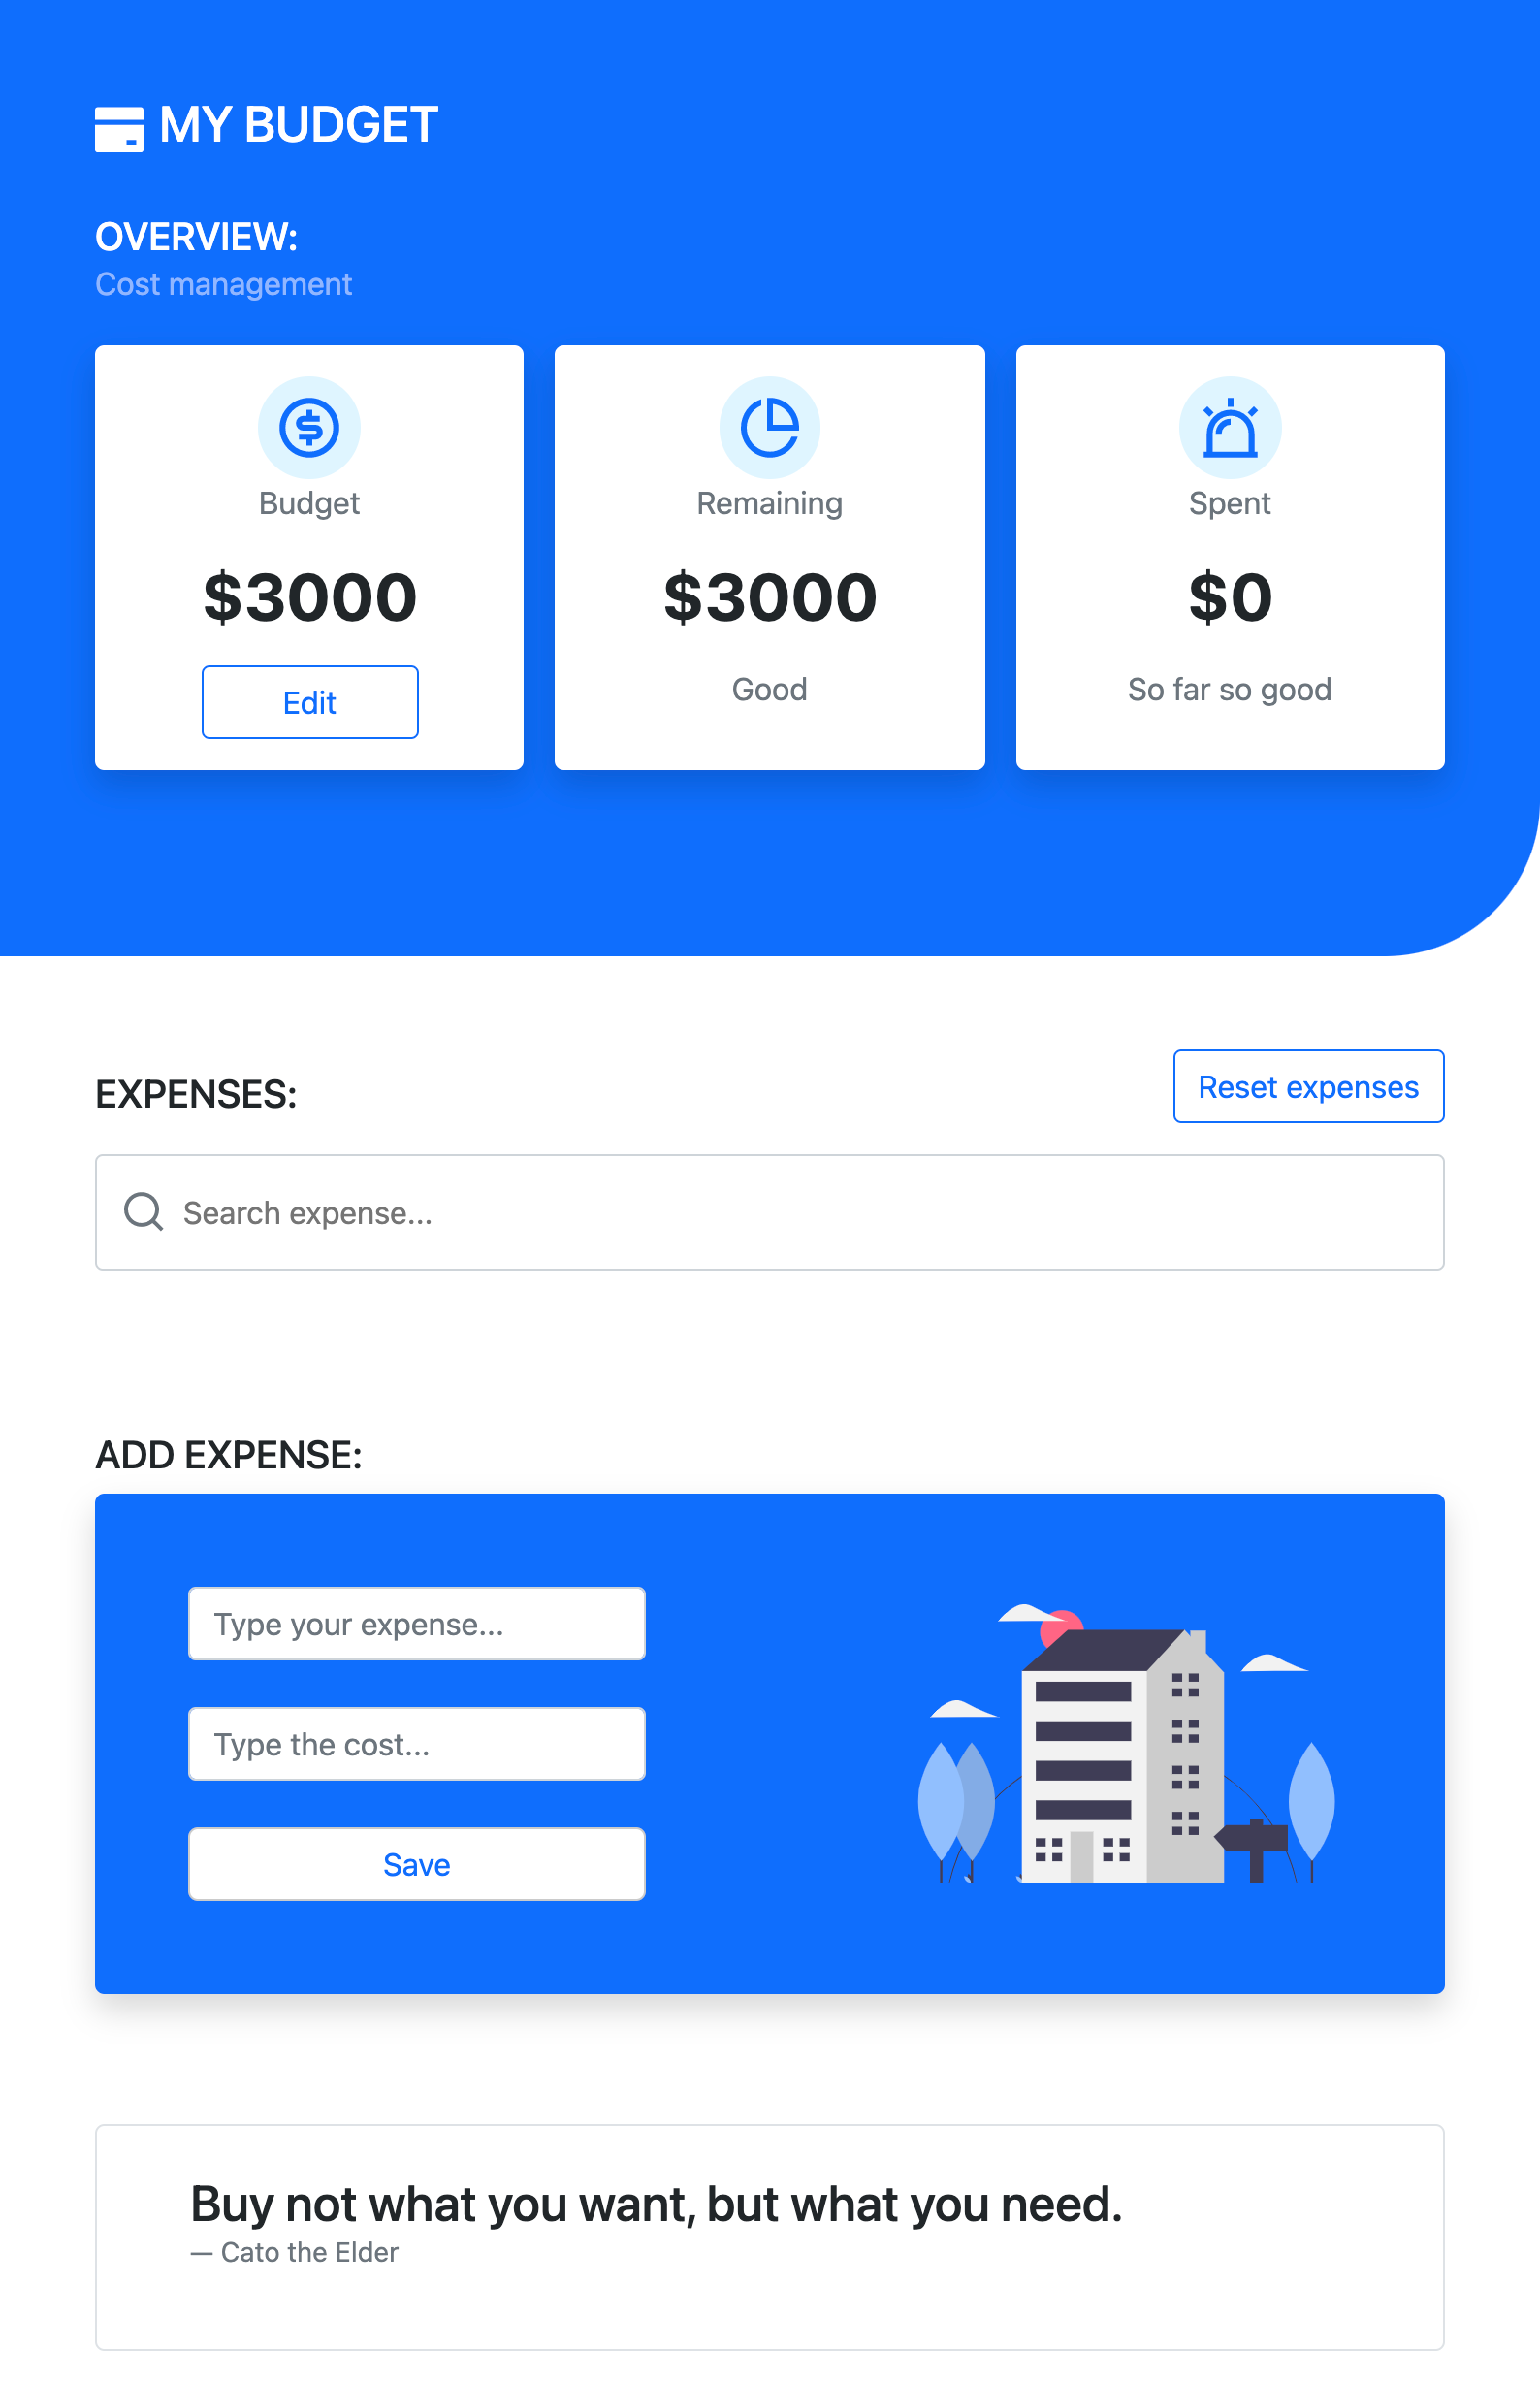 MY BUDGET
OVERVIEW:
Cost management
Budget
$3000
Edit
Remaining
$3000
Good
Spent
$0
So far so good
EXPENSES:
Reset expenses
Search expense...
ADD EXPENSE:
Type your expense...
Type the cost...
Save
Buy not what you want, but what you need.
— Cato the Elder